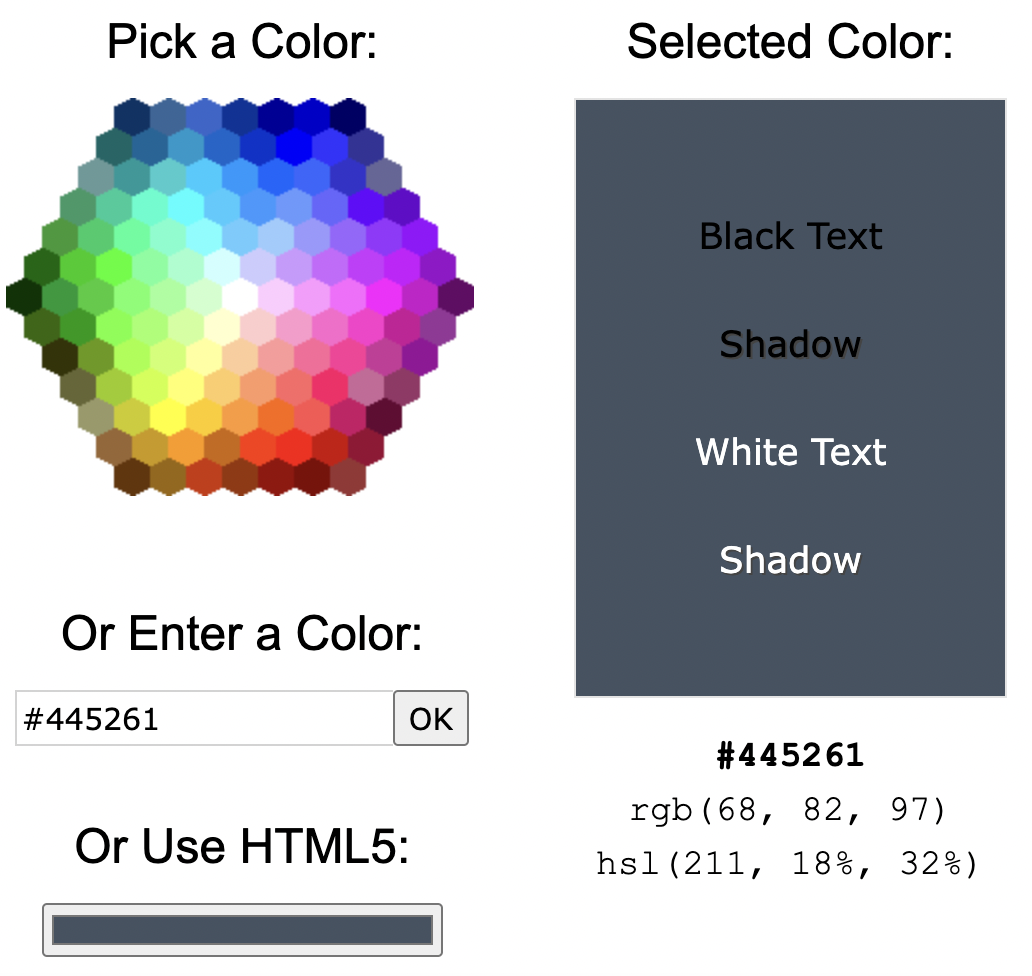 Pick a Color:
Or Enter a Color:
#445261
OK
Or Use HTML5:
Selected Color:
Black Text
Shadow
White Text
Shadow
#445261
rgb(68, 82, 97)
hsl(211, 18%, 32%)